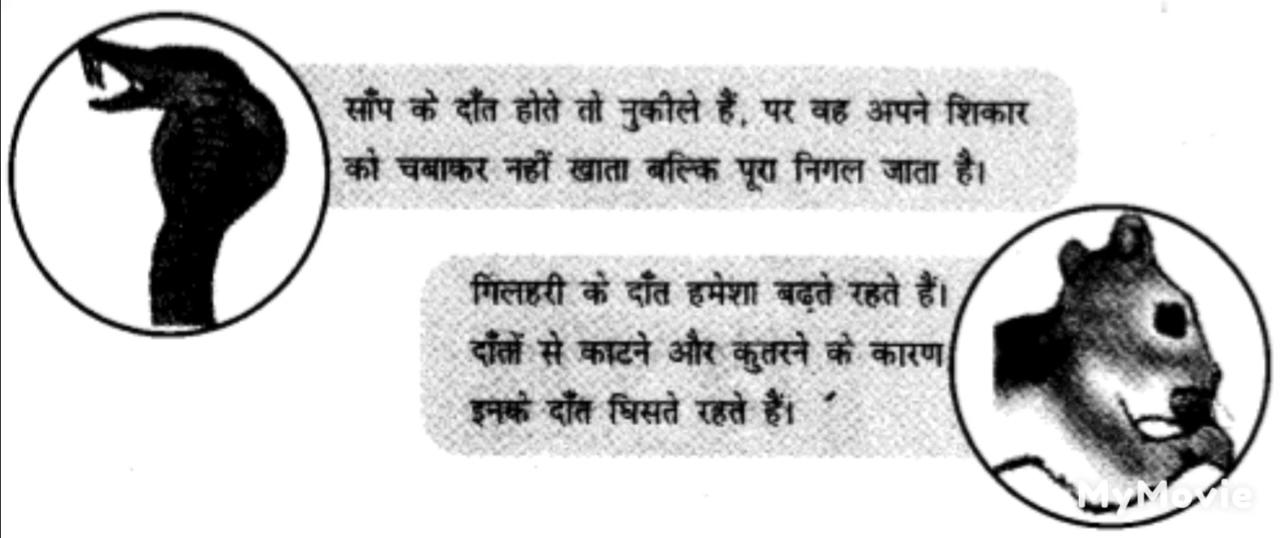 साँप के दाँत होते तो नुकीले हैं, पर वह अपने शिकार
को चबाकर नहीं खाता बल्कि पूरा निगल जाता है।
गिलहरी के दाँत हमेशा बढ़ते रहते हैं।
दाँतों से काटने और कुतरने के कारण
इनके दाँत घिसते रहते हैं।
MyMovie